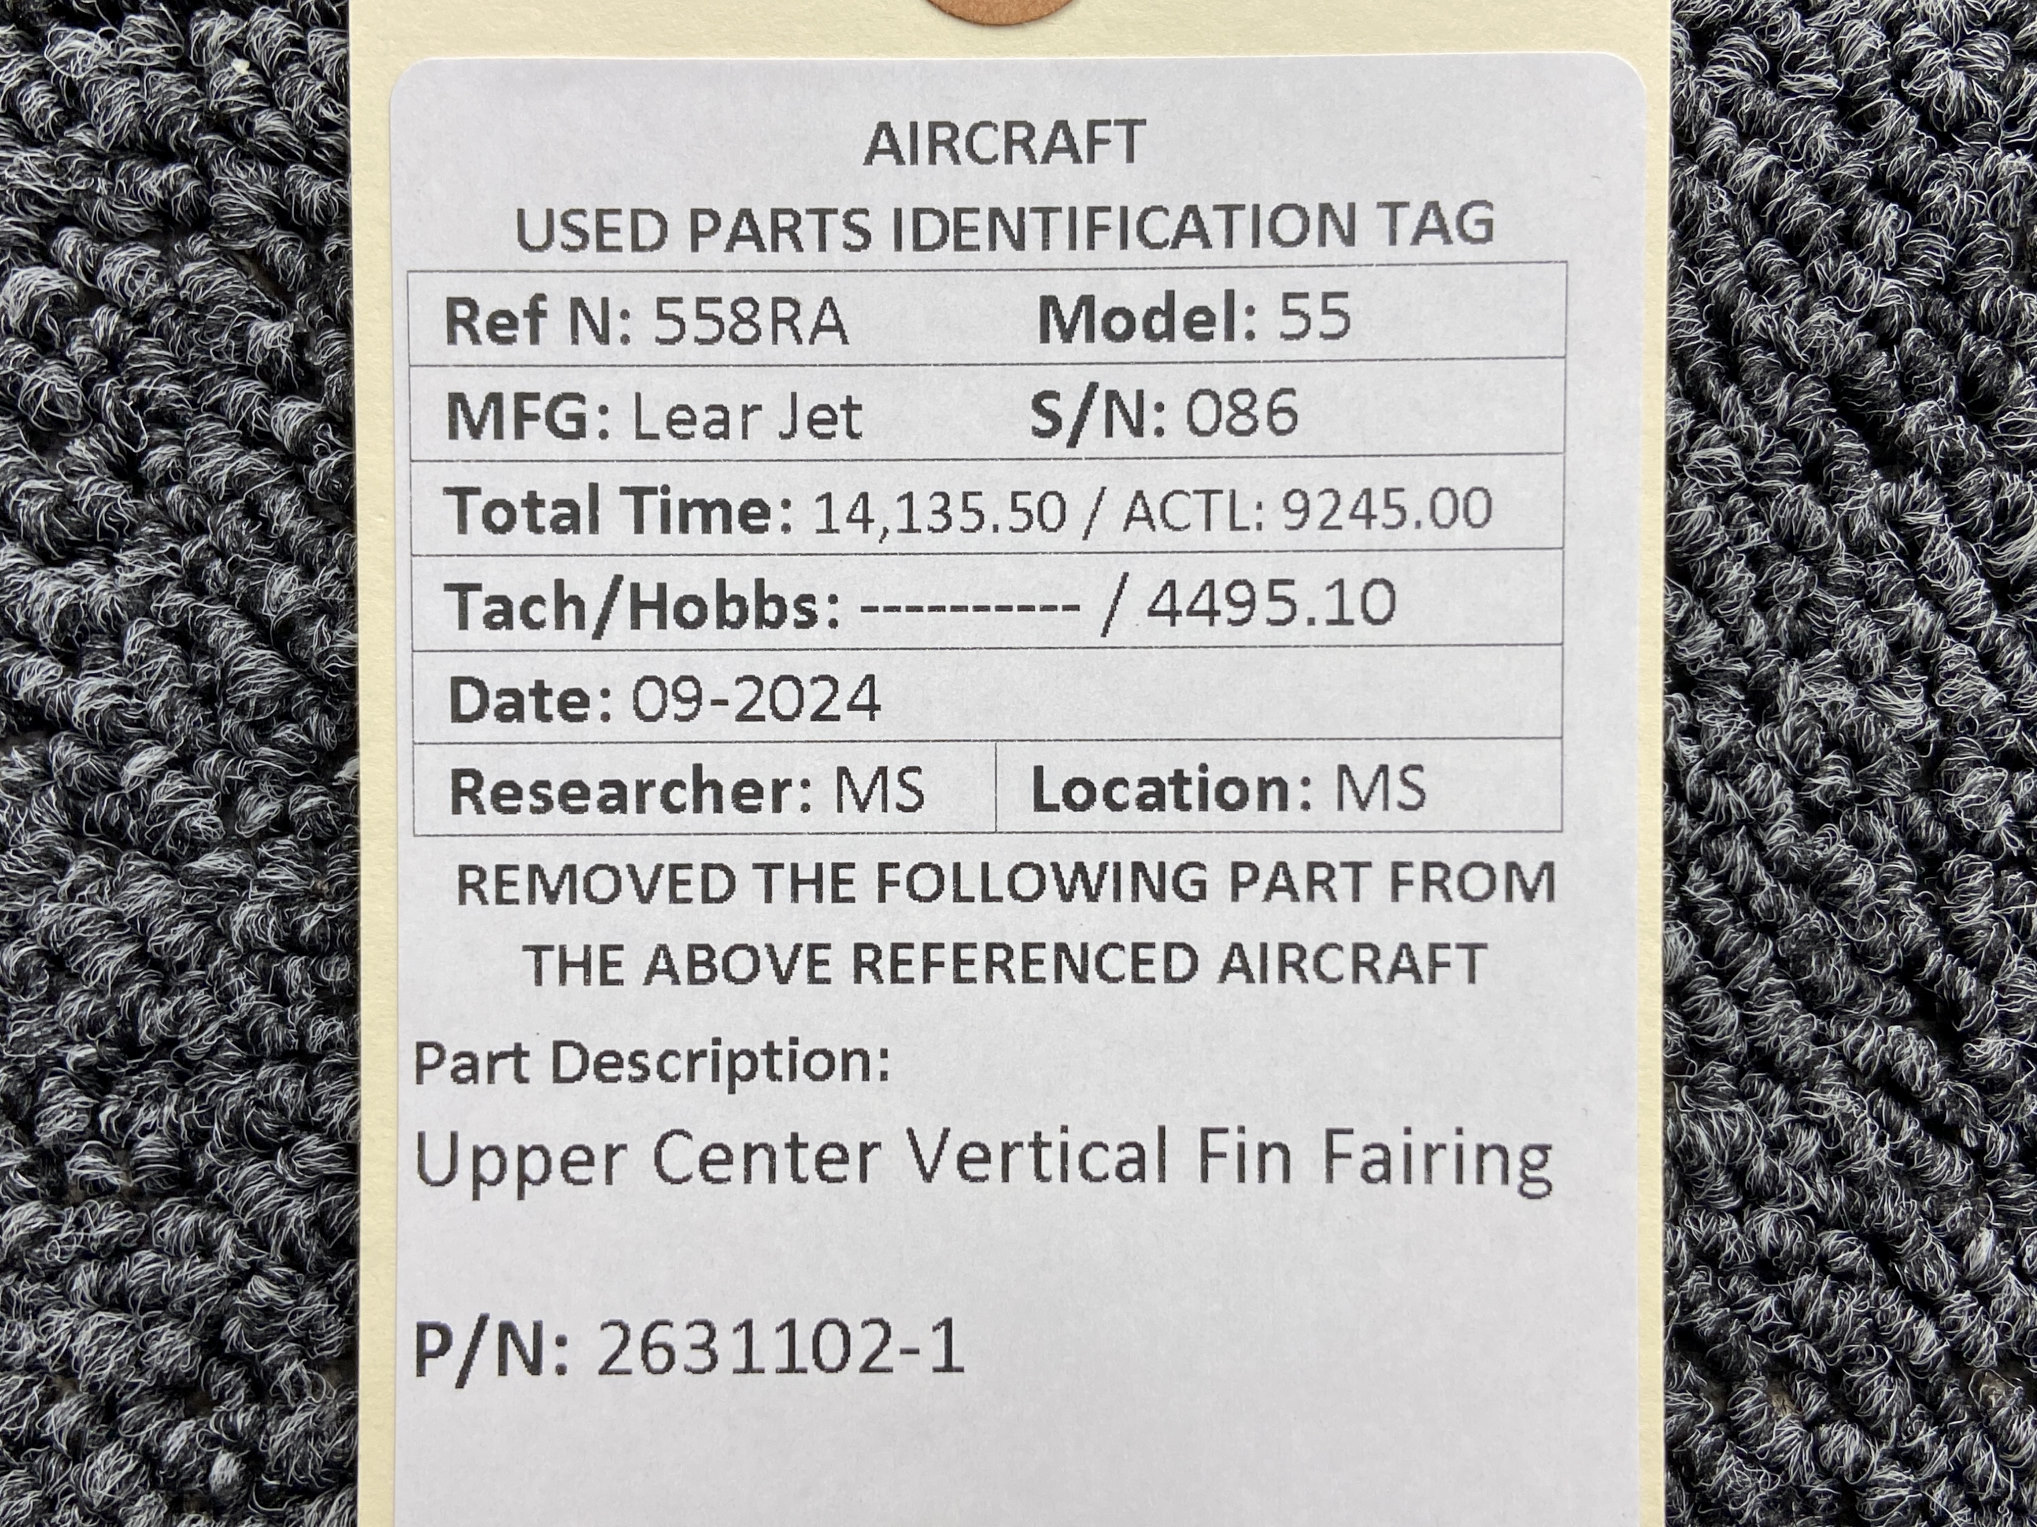 AIRCRAFT
USED PARTS IDENTIFICATION TAG
Ref N: 558RA Model: 55
MFG: Lear Jet S/N: 086
Total Time: 14,135.50 / ACTL: 9245.00
Tach/Hobbs: ---------- / 4495.10
Date: 09-2024
Researcher: MS Location: MS
REMOVED THE FOLLOWING PART FROM
THE ABOVE REFERENCED AIRCRAFT
Part Description:
Upper Center Vertical Fin Fairing
P/N: 2631102-1